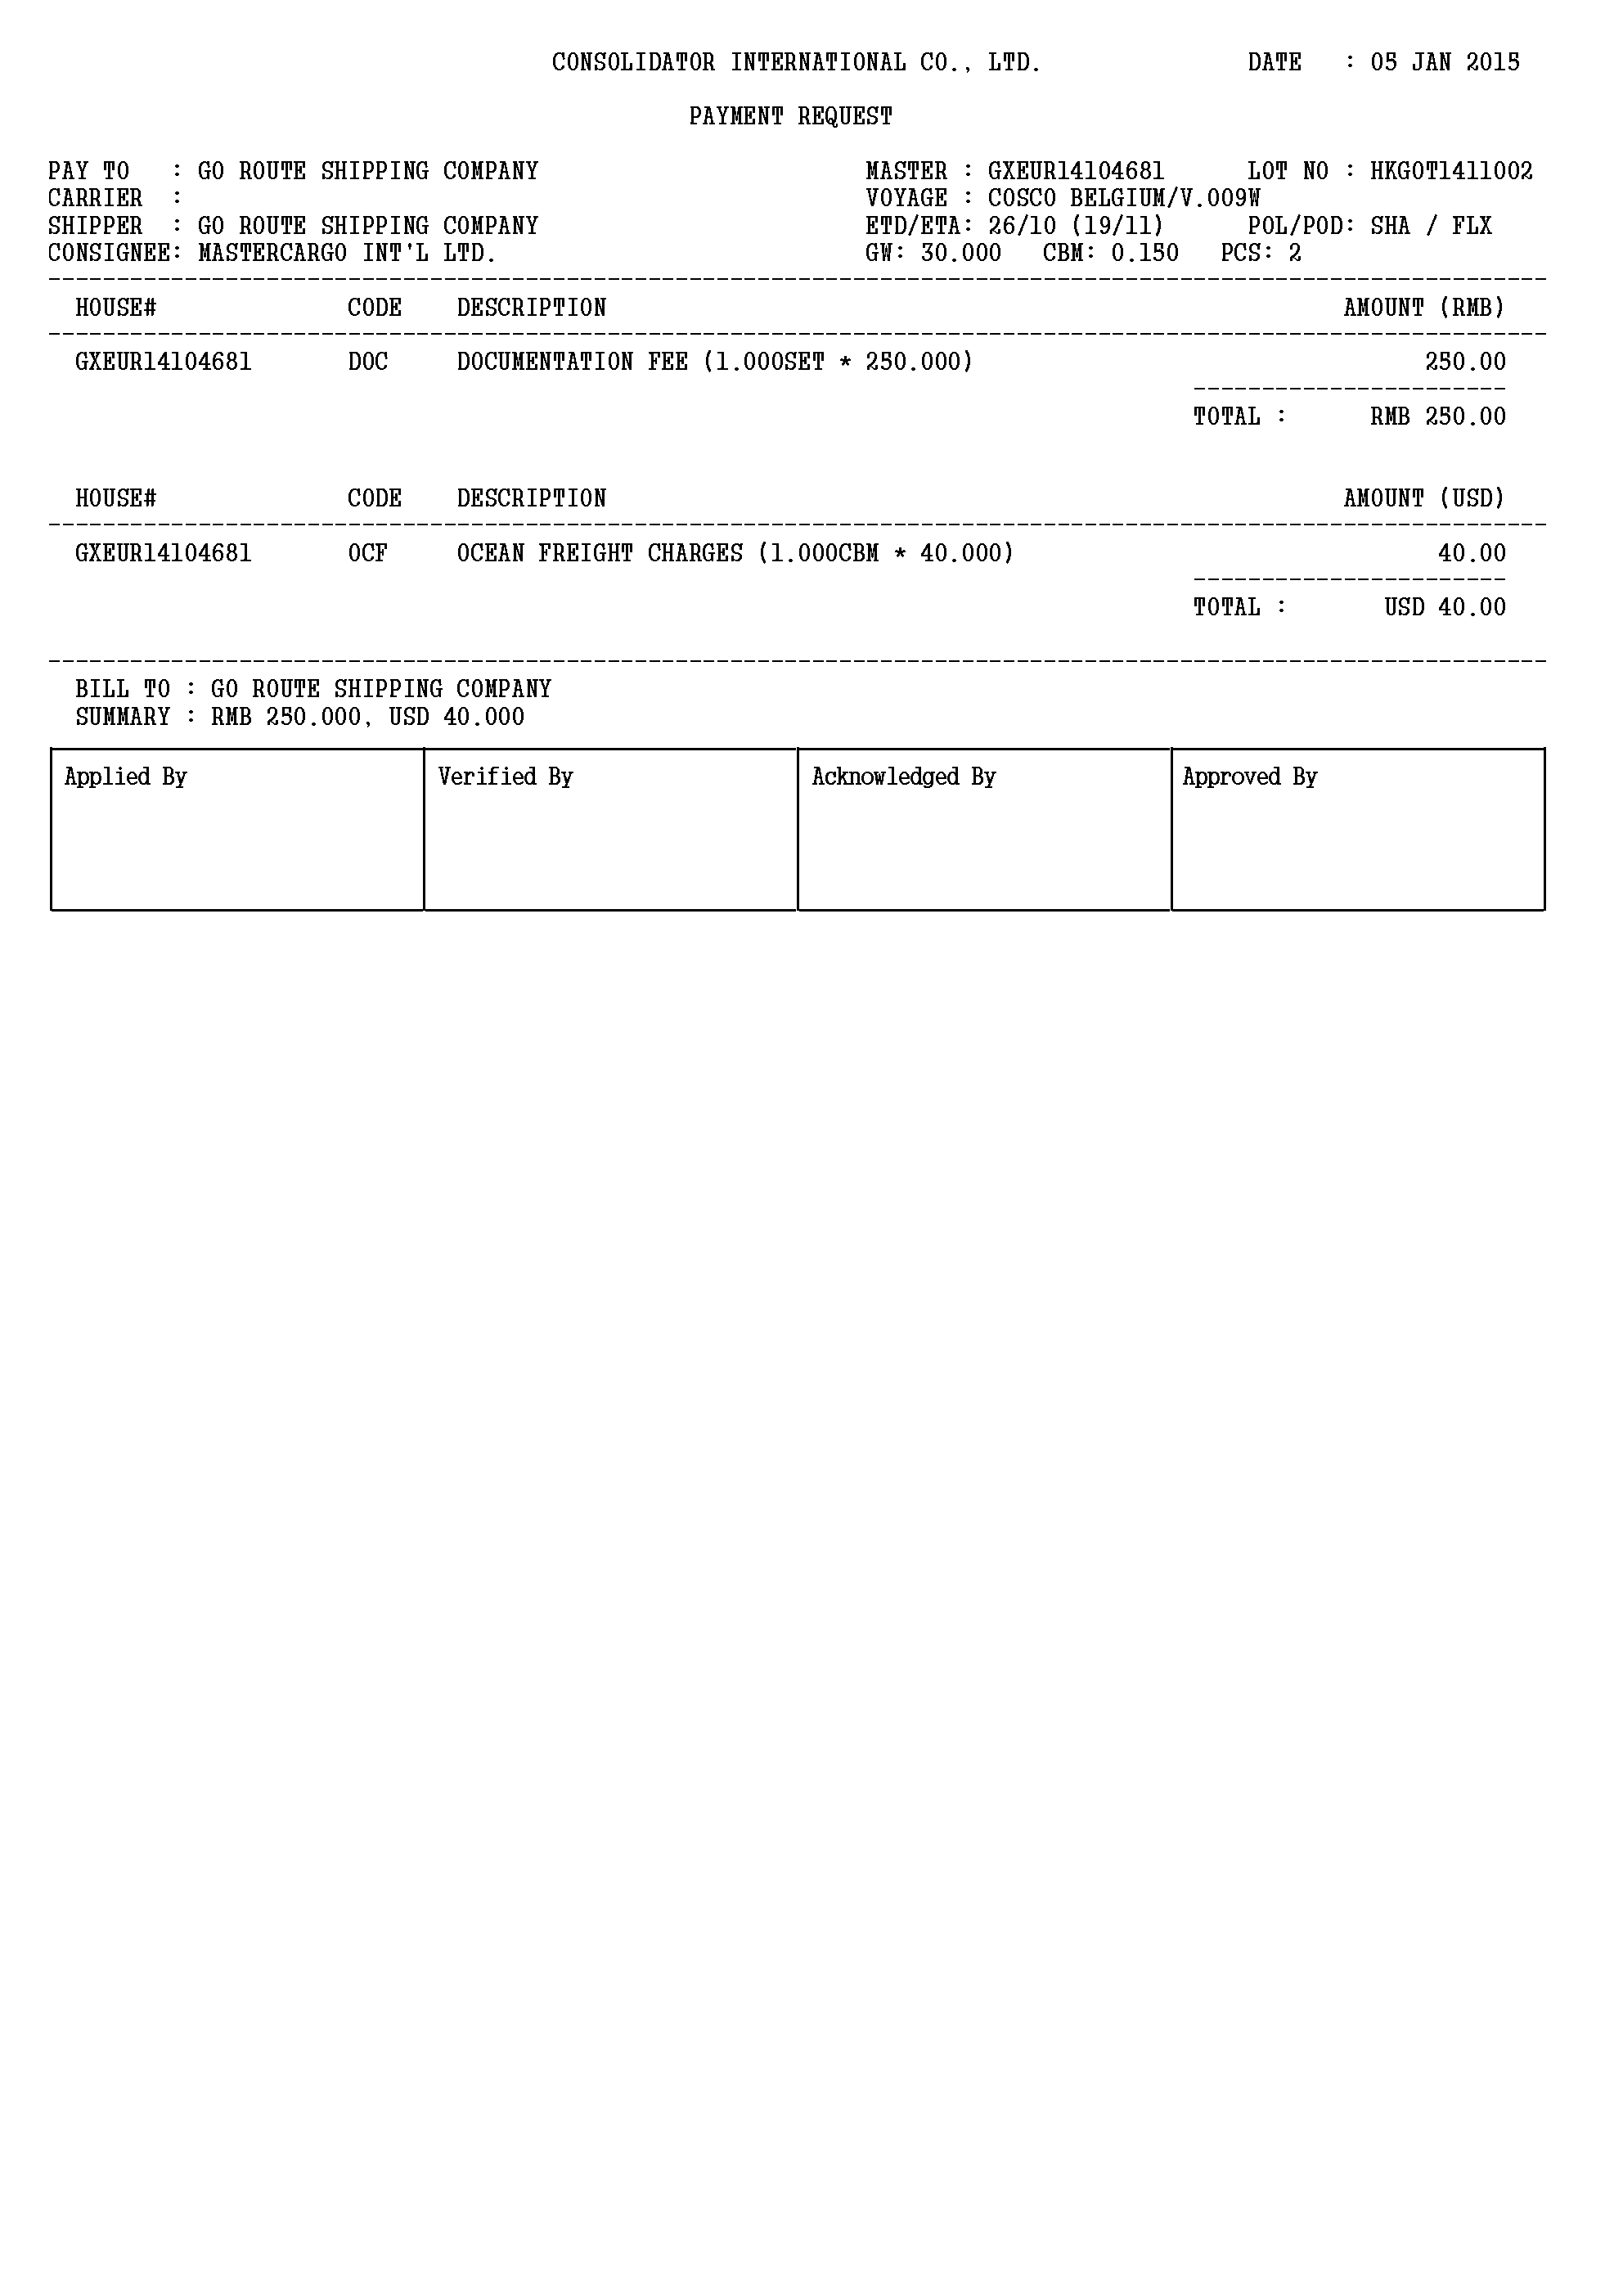 CONSOLIDATOR INTERNATIONAL CO., LTD. DATE : 05 JAN 2015
PAYMENT REQUEST
PAY TO : GO ROUTE SHIPPING COMPANY MASTER : GXEUR14104681 LOT NO : HKGOT1411002
CARRIER : VOYAGE : COSCO BELGIUM/V.009W
SHIPPER : GO ROUTE SHIPPING COMPANY ETD/ETA: 26/10 (19/11) POL/POD: SHA / FLX
CONSIGNEE: MASTERCARGO INT'L LTD. GW: 30.000 CBM: 0.150 PCS: 2
HOUSE# CODE DESCRIPTION AMOUNT (RMB)
GXEUR14104681 DOC DOCUMENTATION FEE (1.000SET * 250.000) 250.00
TOTAL : RMB 250.00
HOUSE# CODE DESCRIPTION AMOUNT (USD)
GXEUR14104681 OCF OCEAN FREIGHT CHARGES (1.000CBM * 40.000) 40.00
TOTAL : USD 40.00
BILL TO : GO ROUTE SHIPPING COMPANY
SUMMARY : RMB 250.000, USD 40.000
Applied By Verified By Acknowledged By Approved By